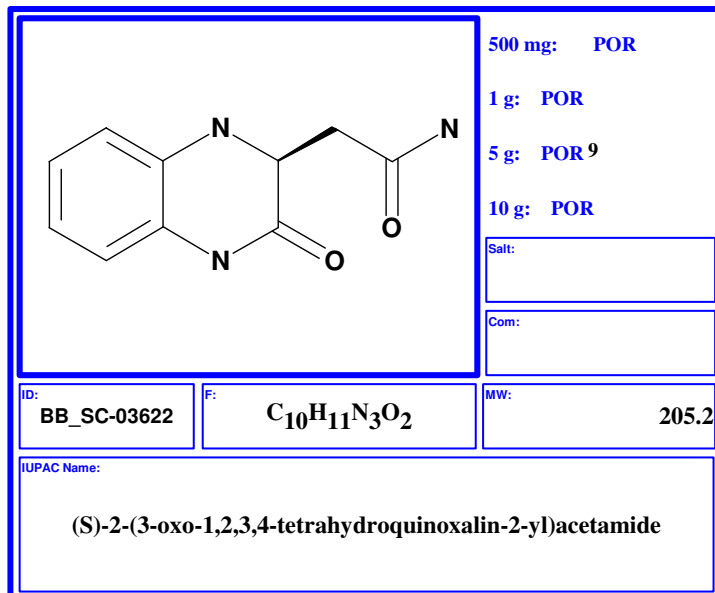 500 mg: POR
1 g: POR
5 g: POR 9
10 g: POR
N
N
O
N
O
Salt:
Com:
ID:
BB_SC-03622
F:
C10H11N3O2
MW:
205.2
IUPAC Name:
(S)-2-(3-oxo-1,2,3,4-tetrahydroquinoxalin-2-yl)acetamide